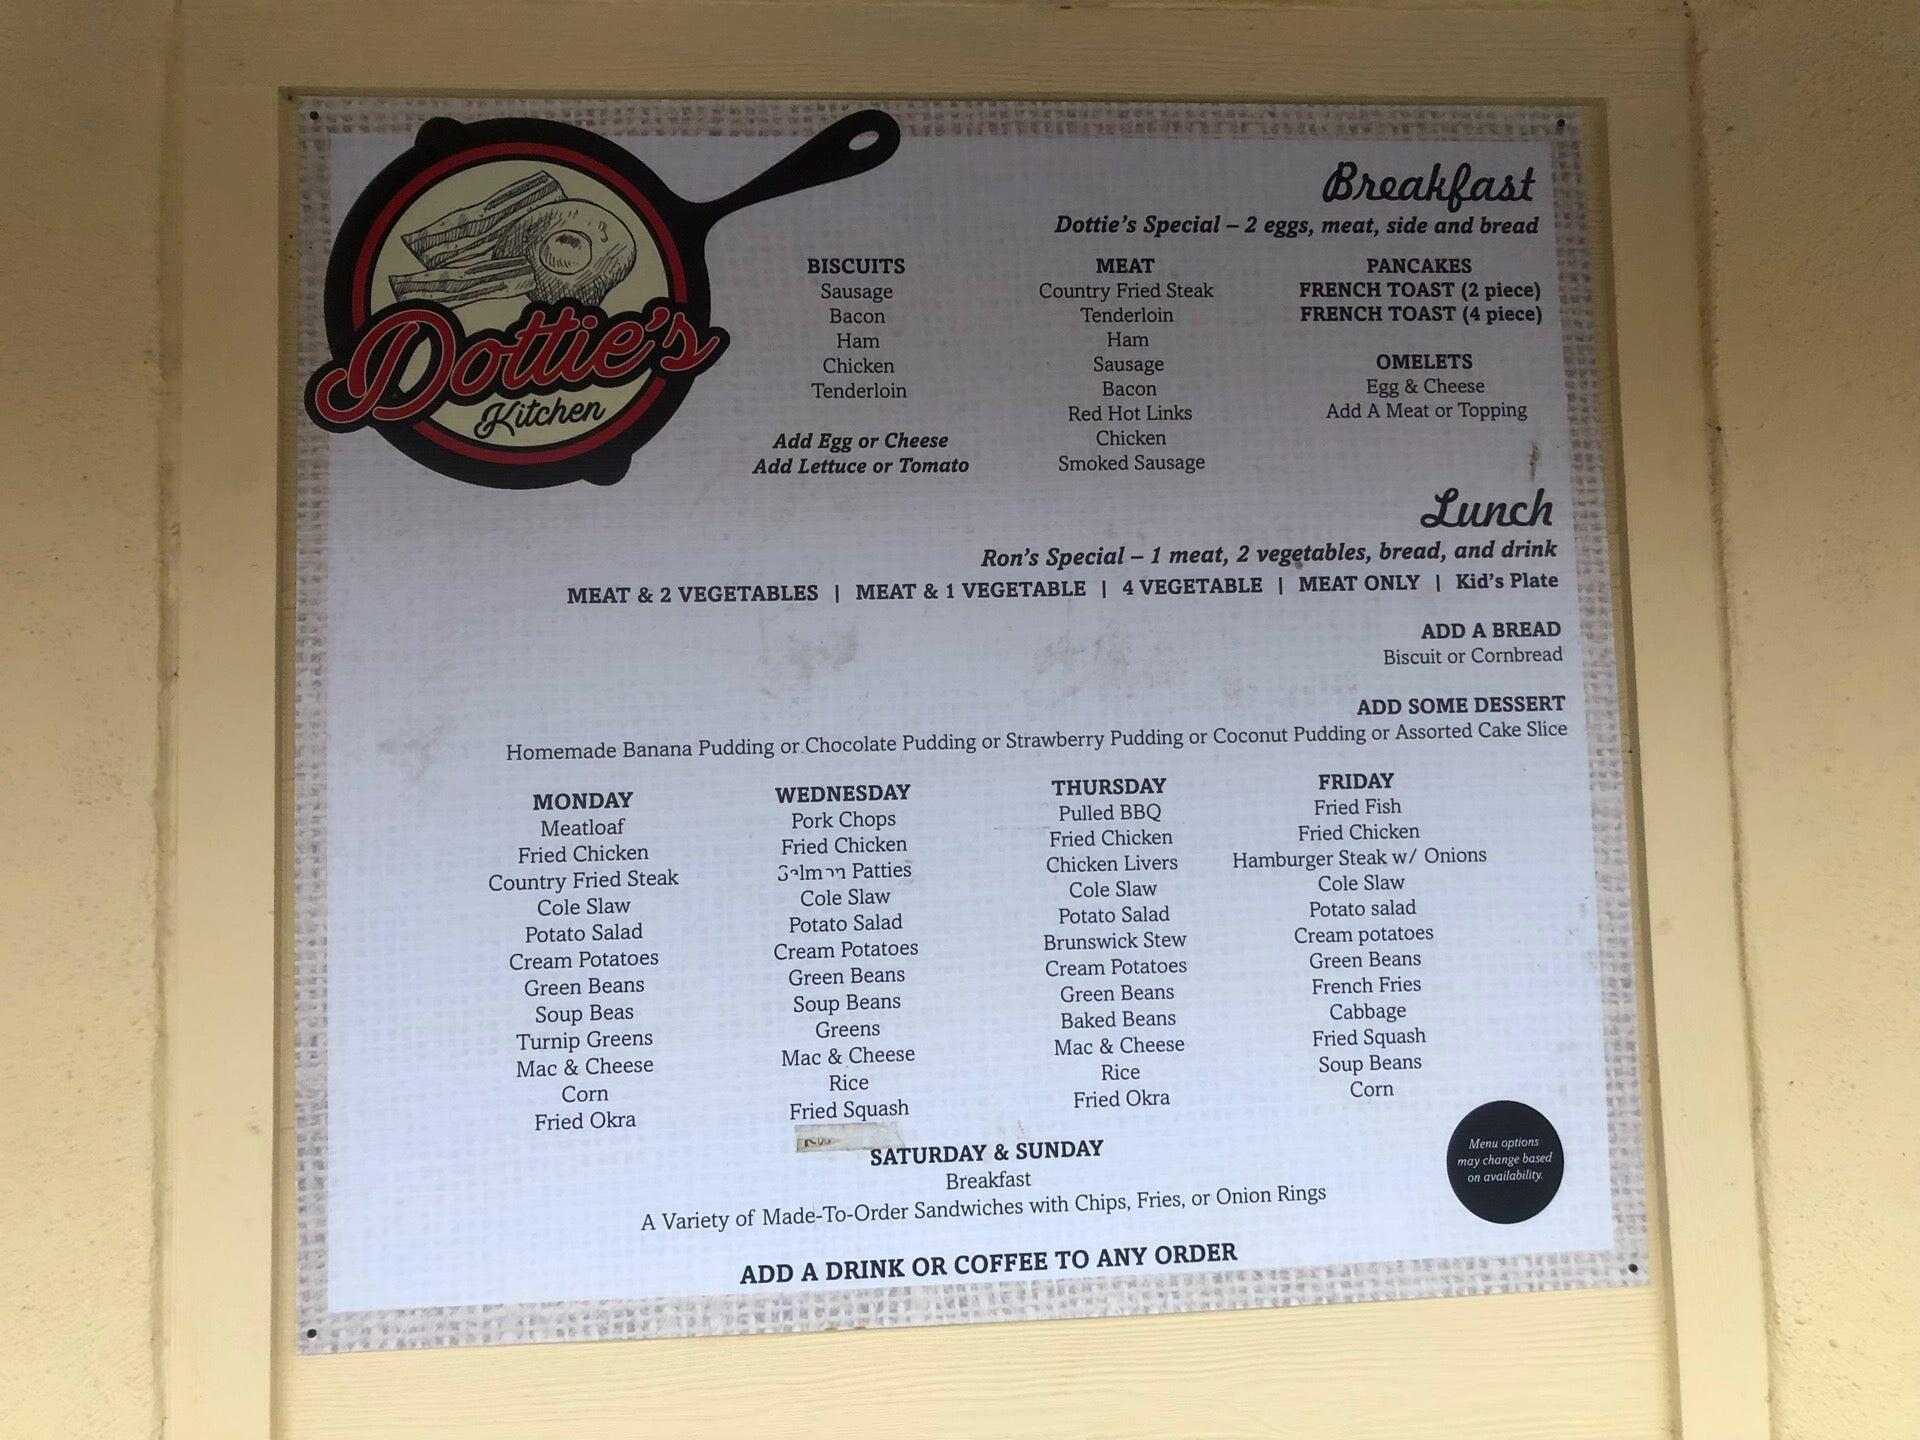 Dottie's
Kitchen
Breakfast
Dottie's Special – 2 eggs, meat, side and bread
BISCUITS
Sausage
Bacon
Ham
Chicken
Tenderloin
Add Egg or Cheese
Add Lettuce or Tomato
MEAT
Country Fried Steak
Tenderloin
Ham
Sausage
Bacon
Red Hot Links
Chicken
Smoked Sausage
PANCAKES
FRENCH TOAST (2 piece)
FRENCH TOAST (4 piece)
OMELETS
Egg & Cheese
Add A Meat or Topping
Lunch
Ron's Special – 1 meat, 2 vegetables, bread, and drink
MEAT & 2 VEGETABLES | MEAT & 1 VEGETABLE | 4 VEGETABLE | MEAT ONLY | Kid's Plate
ADD A BREAD
Biscuit or Cornbread
ADD SOME DESSERT
Homemade Banana Pudding or Chocolate Pudding or Strawberry Pudding or Coconut Pudding or Assorted Cake Slice
MONDAY
Meatloaf
Fried Chicken
Country Fried Steak
Cole Slaw
Potato Salad
Cream Potatoes
Green Beans
Soup Beas
Turnip Greens
Mac & Cheese
Corn
Fried Okra
WEDNESDAY
Pork Chops
Fried Chicken
Salmon Patties
Cole Slaw
Potato Salad
Cream Potatoes
Green Beans
Soup Beans
Greens
Mac & Cheese
Rice
Fried Squash
THURSDAY
Pulled BBQ
Fried Chicken
Chicken Livers
Cole Slaw
Potato Salad
Brunswick Stew
Cream Potatoes
Green Beans
Baked Beans
Mac & Cheese
Rice
Fried Okra
FRIDAY
Fried Fish
Fried Chicken
Hamburger Steak w/ Onions
Cole Slaw
Potato salad
Cream potatoes
Green Beans
French Fries
Cabbage
Fried Squash
Soup Beans
Corn
SATURDAY & SUNDAY
Breakfast
A Variety of Made-To-Order Sandwiches with Chips, Fries, or Onion Rings
ADD A DRINK OR COFFEE TO ANY ORDER
Menu options
may change based
on availability.